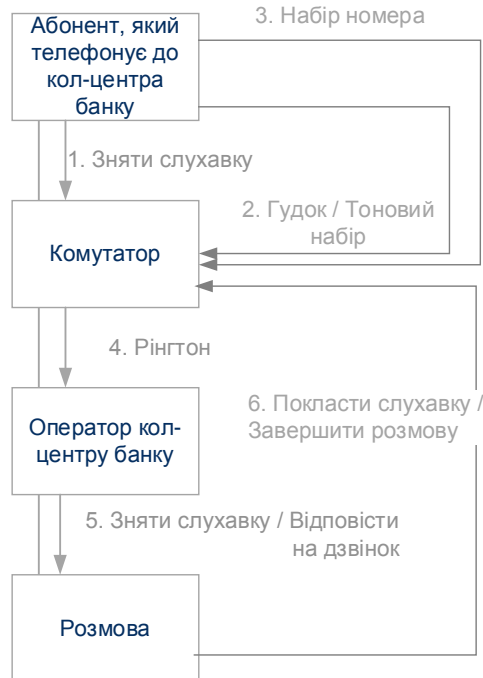 3. Набір номера
Абонент, який
телефонує до
кол-центра
банку
1. Зняти слухавку
2. Гудок / Тоновий
набір
Комутатор
4. Рінгтон
6. Покласти слухавку /
Завершити розмову
Оператор кол-
центру банку
5. Зняти слухавку / Відповісти
на дзвінок
Розмова